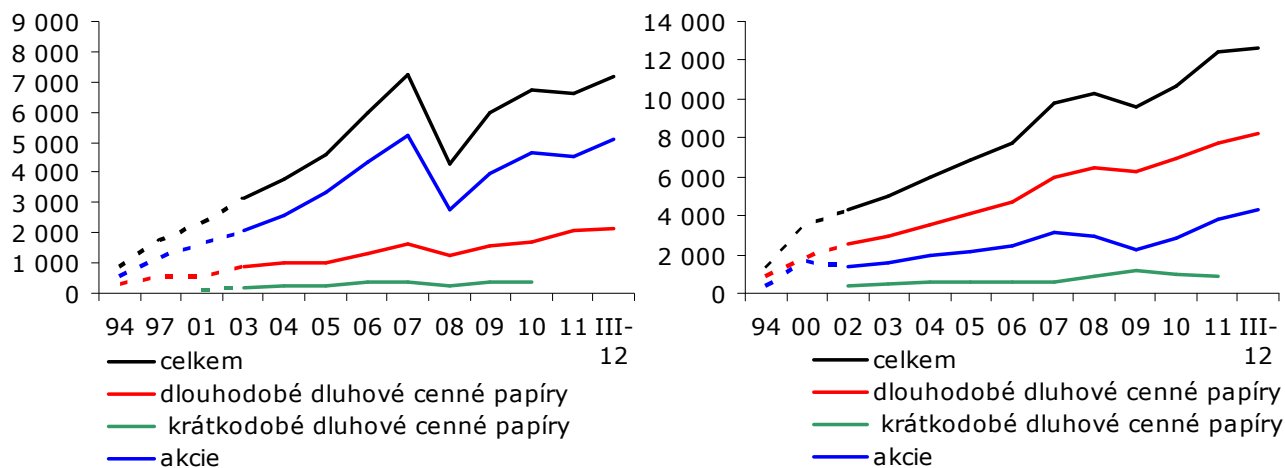 9 000
8 000
7 000
6 000
5 000
4 000
3 000
2 000
1 000
0
94 97 01 03 04 05 06 07 08 09 10 11 III-
12
celkem
dlouhodobé dluhové cenné papíry
krátkodobé dluhové cenné papíry
akcie
14 000
12 000
10 000
8 000
6 000
4 000
2 000
0
94 00 02 03 04 05 06 07 08 09 10 11 III-
12
celkem
dlouhodobé dluhové cenné papíry
krátkodobé dluhové cenné papíry
akcie